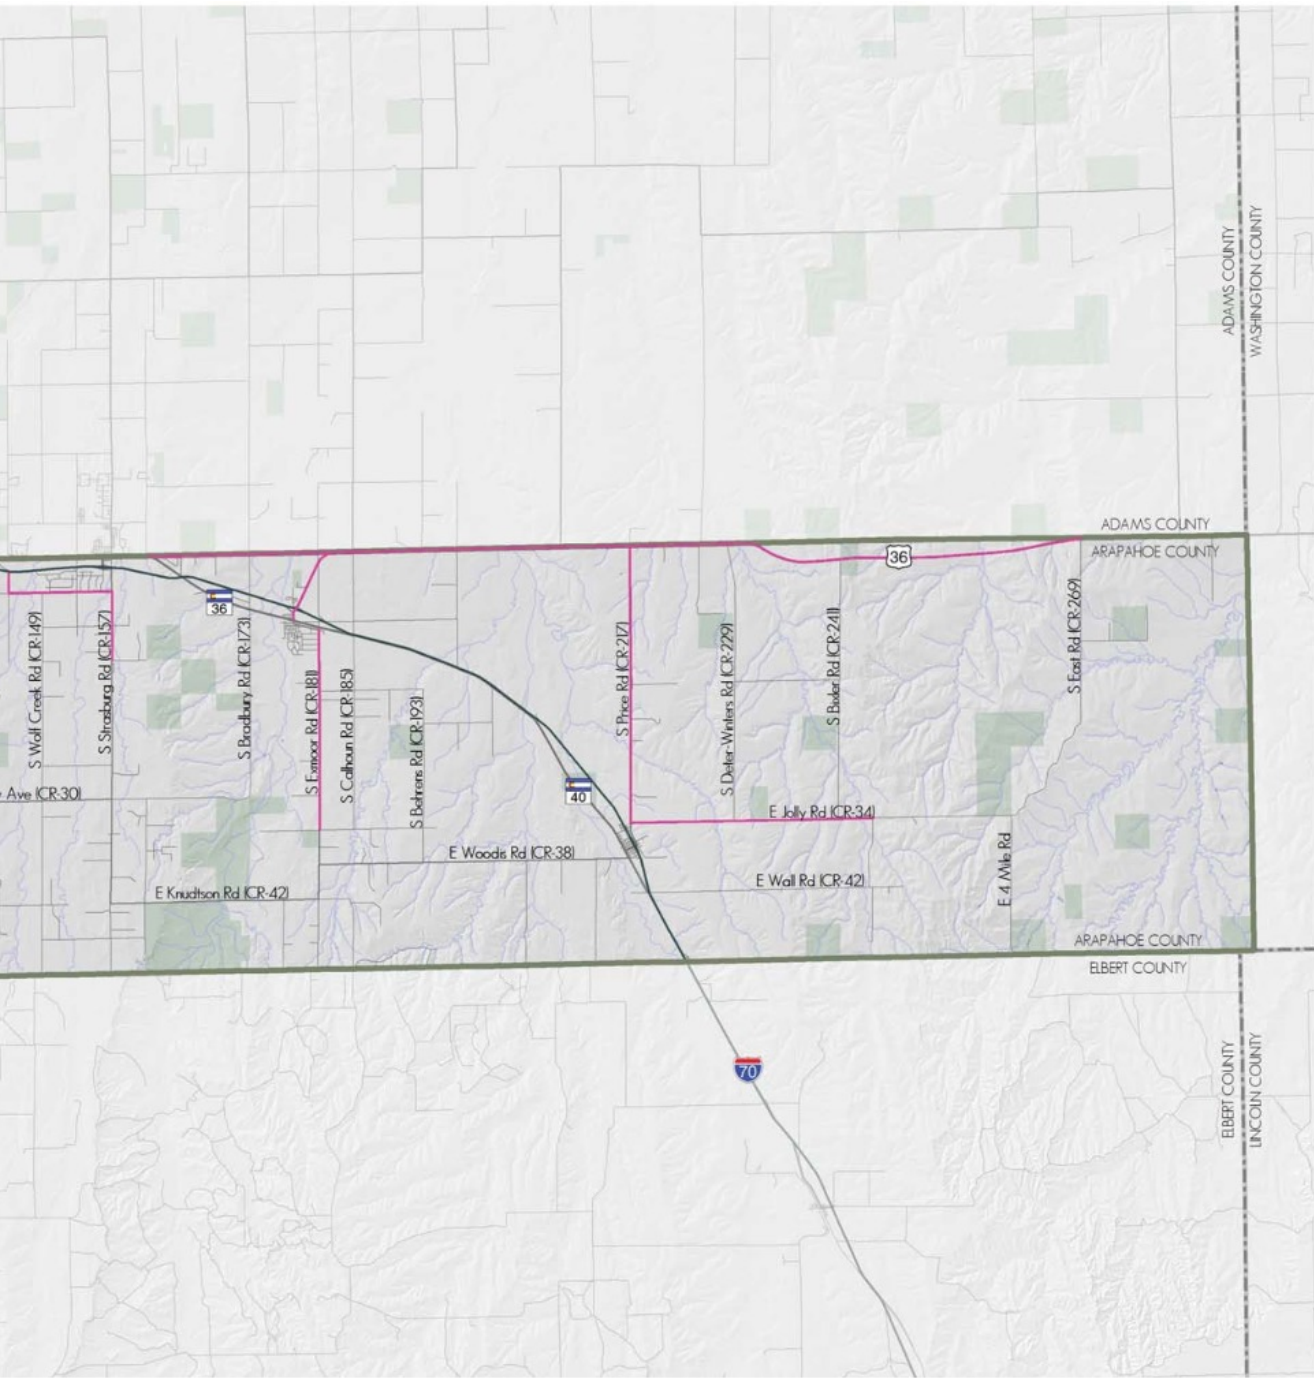 ADAMS COUNTY
WASHINGTON COUNTY
ADAMS COUNTY
ARAPAHOE COUNTY
36
36
S Wolf Creek Rd (CR-149)
S Strasburg Rd (CR-157)
S Bradbury Rd (CR-173)
S Exmoor Rd (CR-181)
S Calhoun Rd (CR-185)
S Behrens Rd (CR-193)
S Price Rd (CR-217)
S Deter-Winters Rd (CR-229)
S Bixler Rd (CR-241)
S East Rd (CR-269)
Ave (CR-30)
40
E Jolly Rd (CR-34)
E Woodis Rd (CR-38)
E 4 Mile Rd
E Knudtson Rd (CR-42)
E Wall Rd (CR-42)
ARAPAHOE COUNTY
ELBERT COUNTY
70
ELBERT COUNTY
LINCOLN COUNTY